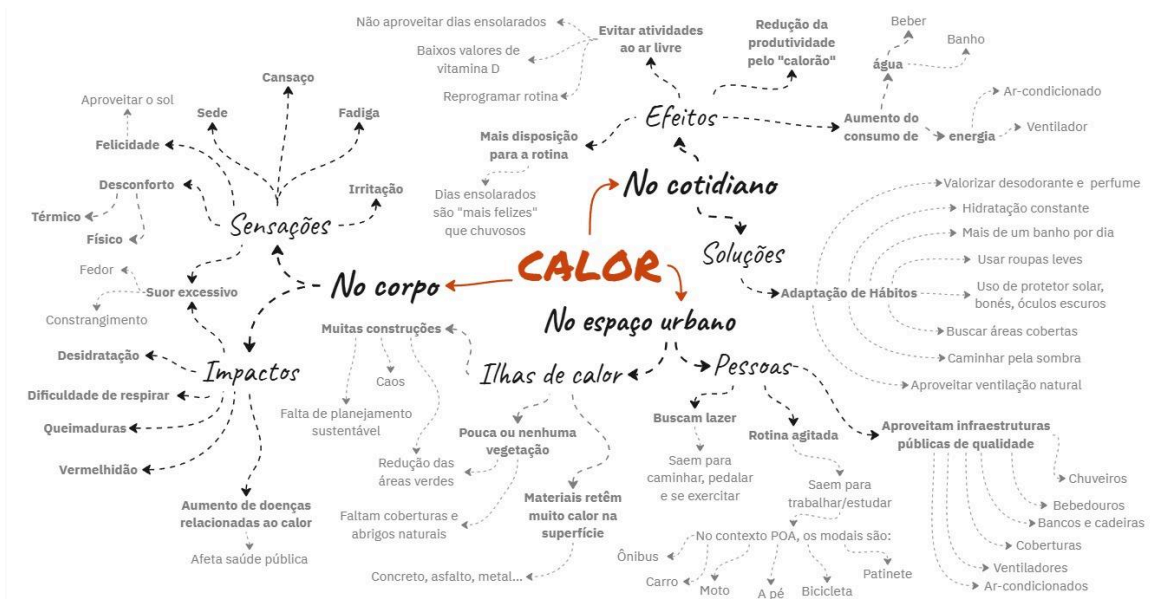 CALOR
No cotidiano
Efeitos
Evitar atividades
ao ar livre
Não aproveitar dias ensolarados
Baixos valores de
vitamina D
Reprogramar rotina
Redução da
produtividade
pelo "calorão"
Aumento do
consumo de
água
Beber
Banho
energia
Ar-condicionado
Ventilador
Mais disposição
para a rotina
Dias ensolarados
são "mais felizes"
que chuvosos
Soluções
Adaptação de Hábitos
Valorizar desodorante e perfume
Hidratação constante
Mais de um banho por dia
Usar roupas leves
Uso de protetor solar,
bonés, óculos escuros
Buscar áreas cobertas
Caminhar pela sombra
Aproveitar ventilação natural
No corpo
Sensações
Aproveitar o sol
Felicidade
Sede
Cansaço
Fadiga
Irritação
Desconforto
Térmico
Físico
Suor excessivo
Fedor
Constrangimento
Impactos
Desidratação
Dificuldade de respirar
Queimaduras
Vermelhidão
Aumento de doenças
relacionadas ao calor
Afeta saúde pública
No espaço urbano
Ilhas de calor
Muitas construções
Falta de planejamento
sustentável
Caos
Redução das
áreas verdes
Pouca ou nenhuma
vegetação
Faltam coberturas e
abrigos naturais
Materiais retêm
muito calor na
superfície
Concreto, asfalto, metal...
Pessoas
Buscam lazer
Saem para
caminhar, pedalar
e se exercitar
Rotina agitada
Saem para
trabalhar/estudar
No contexto POA, os modais são:
Ônibus
Carro
Moto
A pé
Bicicleta
Patinete
Aproveitam infraestruturas
públicas de qualidade
Chuveiros
Bebedouros
Bancos e cadeiras
Coberturas
Ventiladores
Ar-condicionados